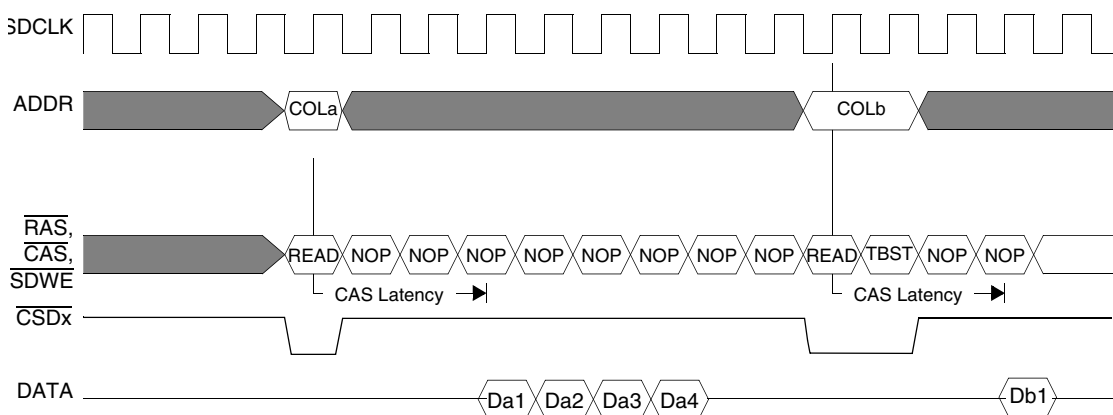 SDCLK
ADDR COLa COLb
RAS,
CAS,
SDWE
READ NOP NOP NOP NOP NOP NOP NOP NOP READ TBST NOP NOP
CAS Latency CAS Latency
CSDx
DATA Da1 Da2 Da3 Da4 Db1